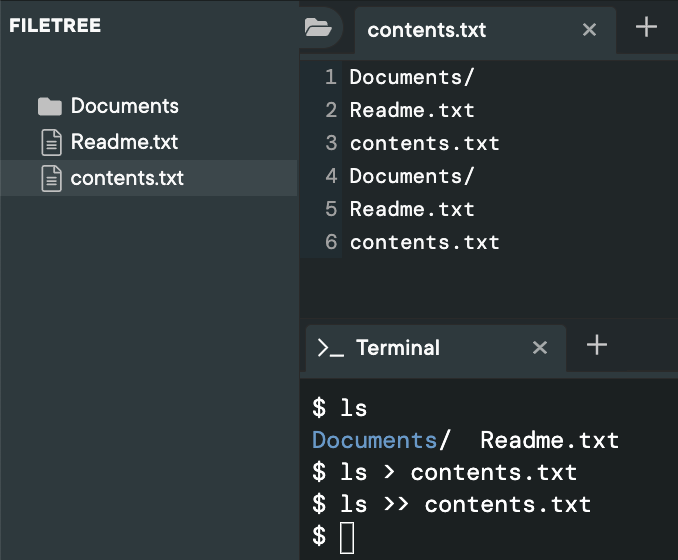 FILETREE
Documents
Readme.txt
contents.txt
contents.txt
1 Documents/
2 Readme.txt
3 contents.txt
4 Documents/
5 Readme.txt
6 contents.txt
>_ Terminal
$ ls
Documents/ Readme.txt
$ ls > contents.txt
$ ls >> contents.txt
$